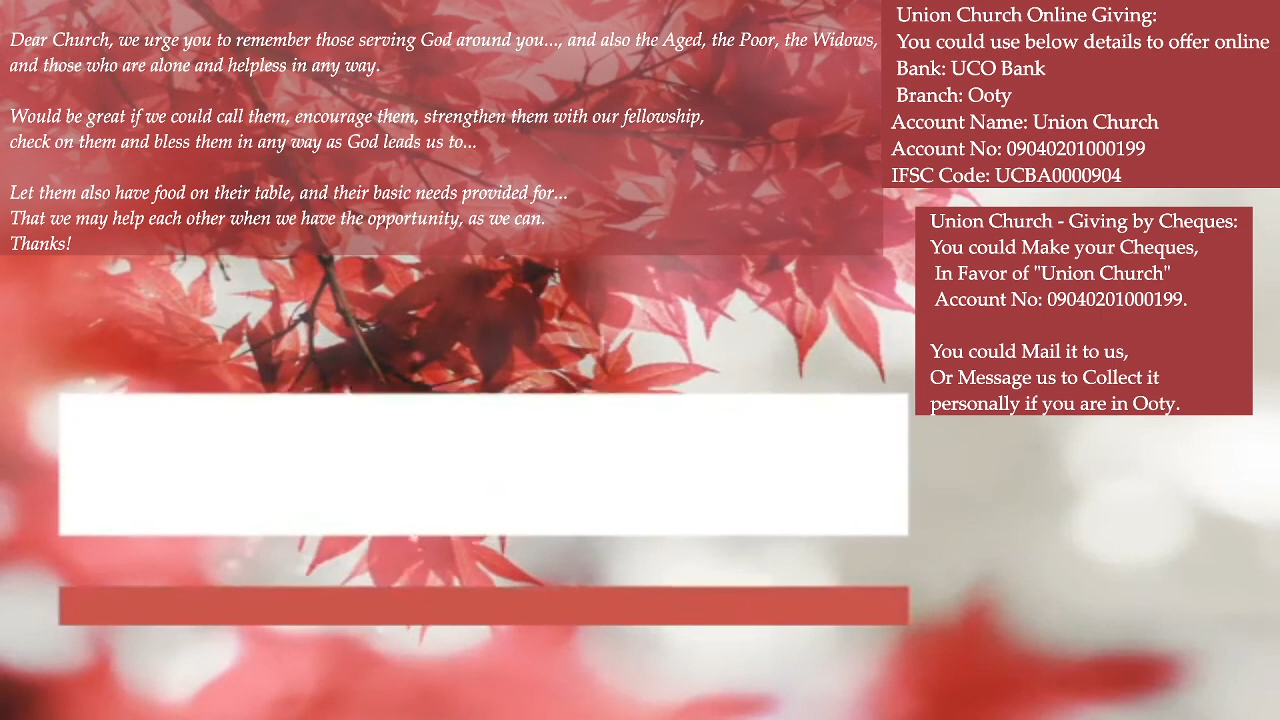 Dear Church, we urge you to remember those serving God around you..., and also the Aged, the Poor, the Widows,
and those who are alone and helpless in any way.
Would be great if we could call them, encourage them, strengthen them with our fellowship,
check on them and bless them in any way as God leads us to...
Let them also have food on their table, and their basic needs provided for...
That we may help each other when we have the opportunity, as we can.
Thanks!
Union Church Online Giving:
You could use below details to offer online
Bank: UCO Bank
Branch: Ooty
Account Name: Union Church
Account No: 09040201000199
IFSC Code: UCBA0000904
Union Church - Giving by Cheques:
You could Make your Cheques,
In Favor of "Union Church"
Account No: 09040201000199.
You could Mail it to us,
Or Message us to Collect it
personally if you are in Ooty.